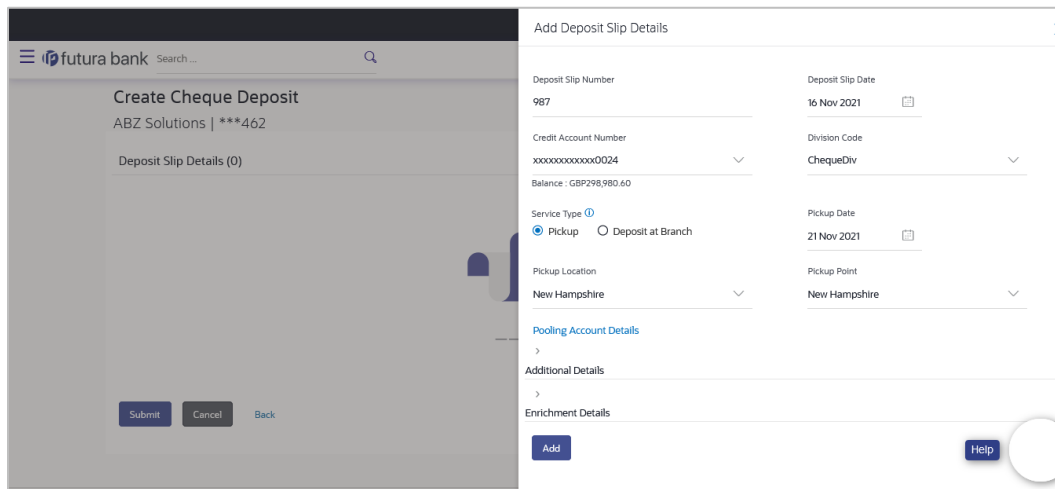 Add Deposit Slip Details
futura bank Search ...
Create Cheque Deposit
ABZ Solutions | ***462
Deposit Slip Details (0)
Submit Cancel Back
Deposit Slip Number Deposit Slip Date
987 16 Nov 2021
Credit Account Number Division Code
xxxxxxxxxxxx0024 ChequeDiv
Balance : GBP298,980.60
Service Type Pickup Date
Pickup Deposit at Branch 21 Nov 2021
Pickup Location Pickup Point
New Hampshire New Hampshire
Pooling Account Details
Additional Details
Enrichment Details
Add Help